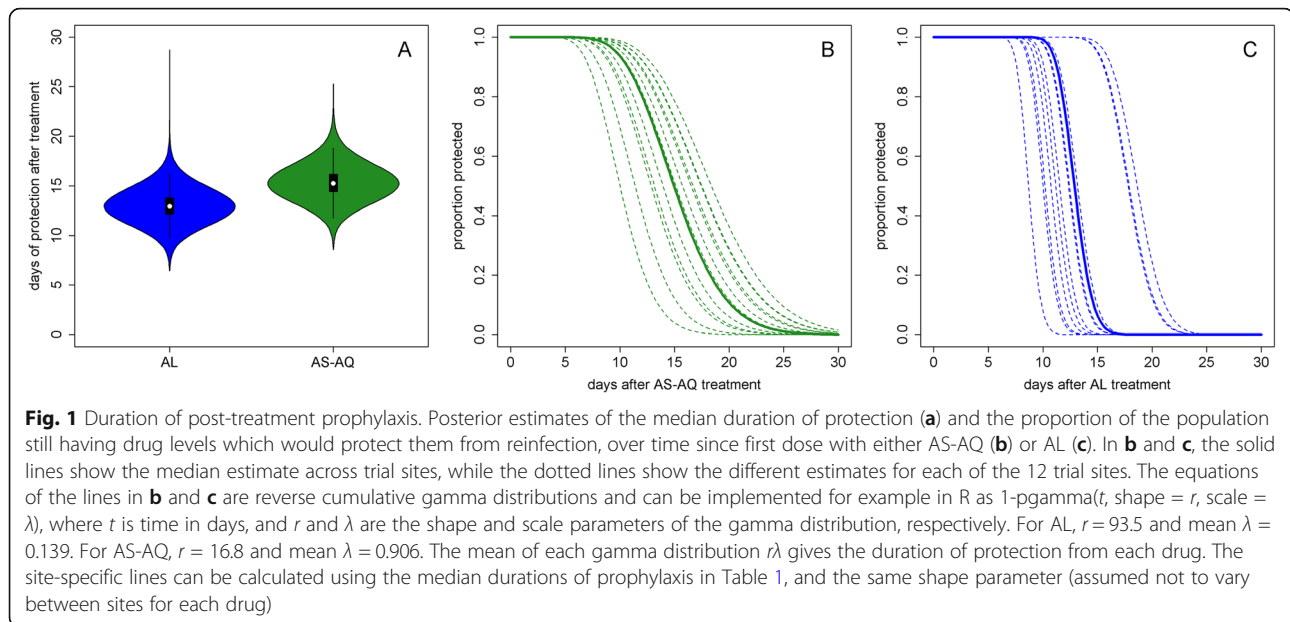 A
30
25
20
15
10
5
0
days of protection after treatment
AL
AS-AQ
B
1.0
0.8
0.6
0.4
0.2
0.0
proportion protected
0 5 10 15 20 25 30
days after AS-AQ treatment
C
1.0
0.8
0.6
0.4
0.2
0.0
proportion protected
0 5 10 15 20 25 30
days after AL treatment
Fig. 1 Duration of post-treatment prophylaxis. Posterior estimates of the median duration of protection (a) and the proportion of the population
still having drug levels which would protect them from reinfection, over time since first dose with either AS-AQ (b) or AL (c). In b and c, the solid
lines show the median estimate across trial sites, while the dotted lines show the different estimates for each of the 12 trial sites. The equations
of the lines in b and c are reverse cumulative gamma distributions and can be implemented for example in R as 1-pgamma(t, shape = r, scale =
λ), where t is time in days, and r and λ are the shape and scale parameters of the gamma distribution, respectively. For AL, r = 93.5 and mean λ =
0.139. For AS-AQ, r = 16.8 and mean λ = 0.906. The mean of each gamma distribution rλ gives the duration of protection from each drug. The
site-specific lines can be calculated using the median durations of prophylaxis in Table 1, and the same shape parameter (assumed not to vary
between sites for each drug)